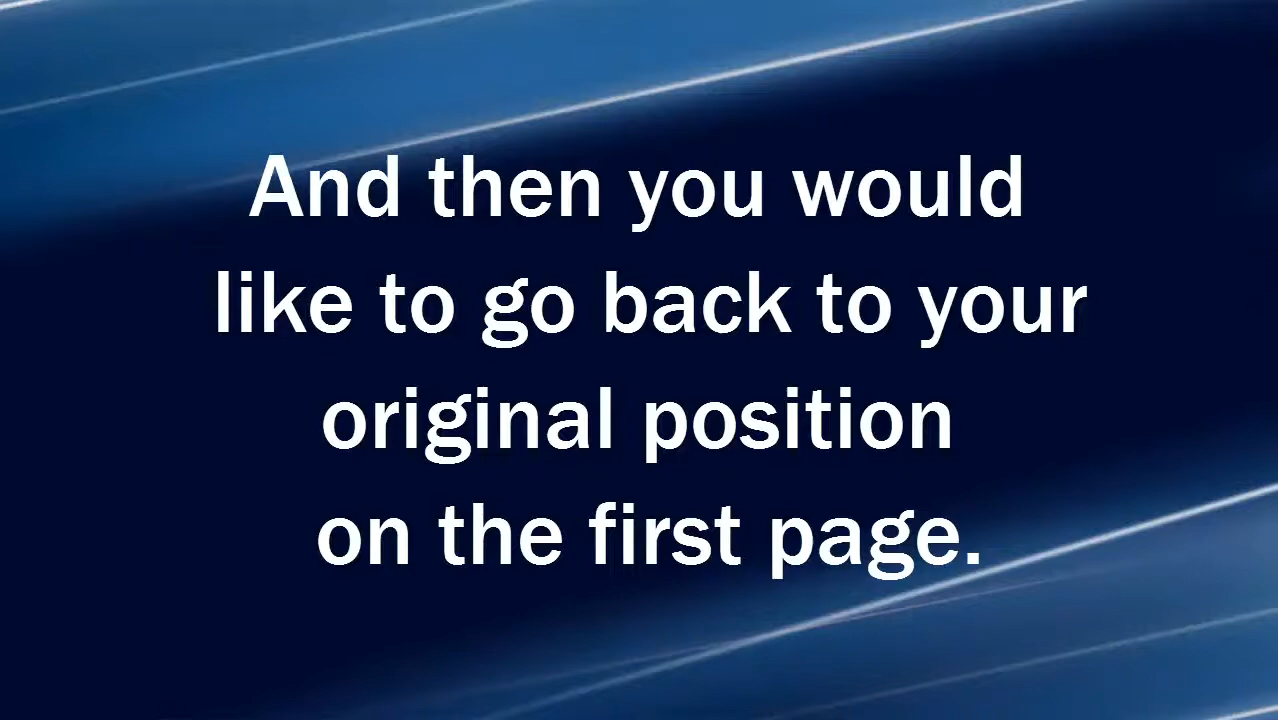 And then you would
like to go back to your
original position
on the first page.